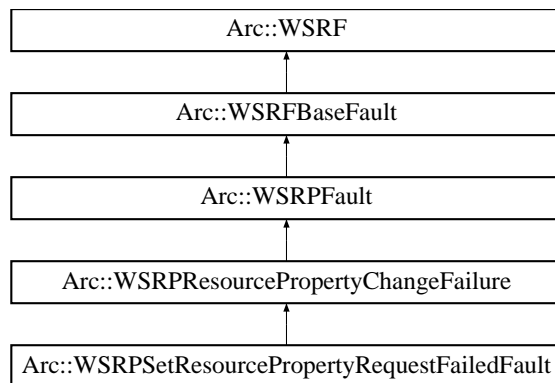 Arc::WSRF
Arc::WSRFBaseFault
Arc::WSRPFault
Arc::WSRPResourcePropertyChangeFailure
Arc::WSRPSetResourcePropertyRequestFailedFault